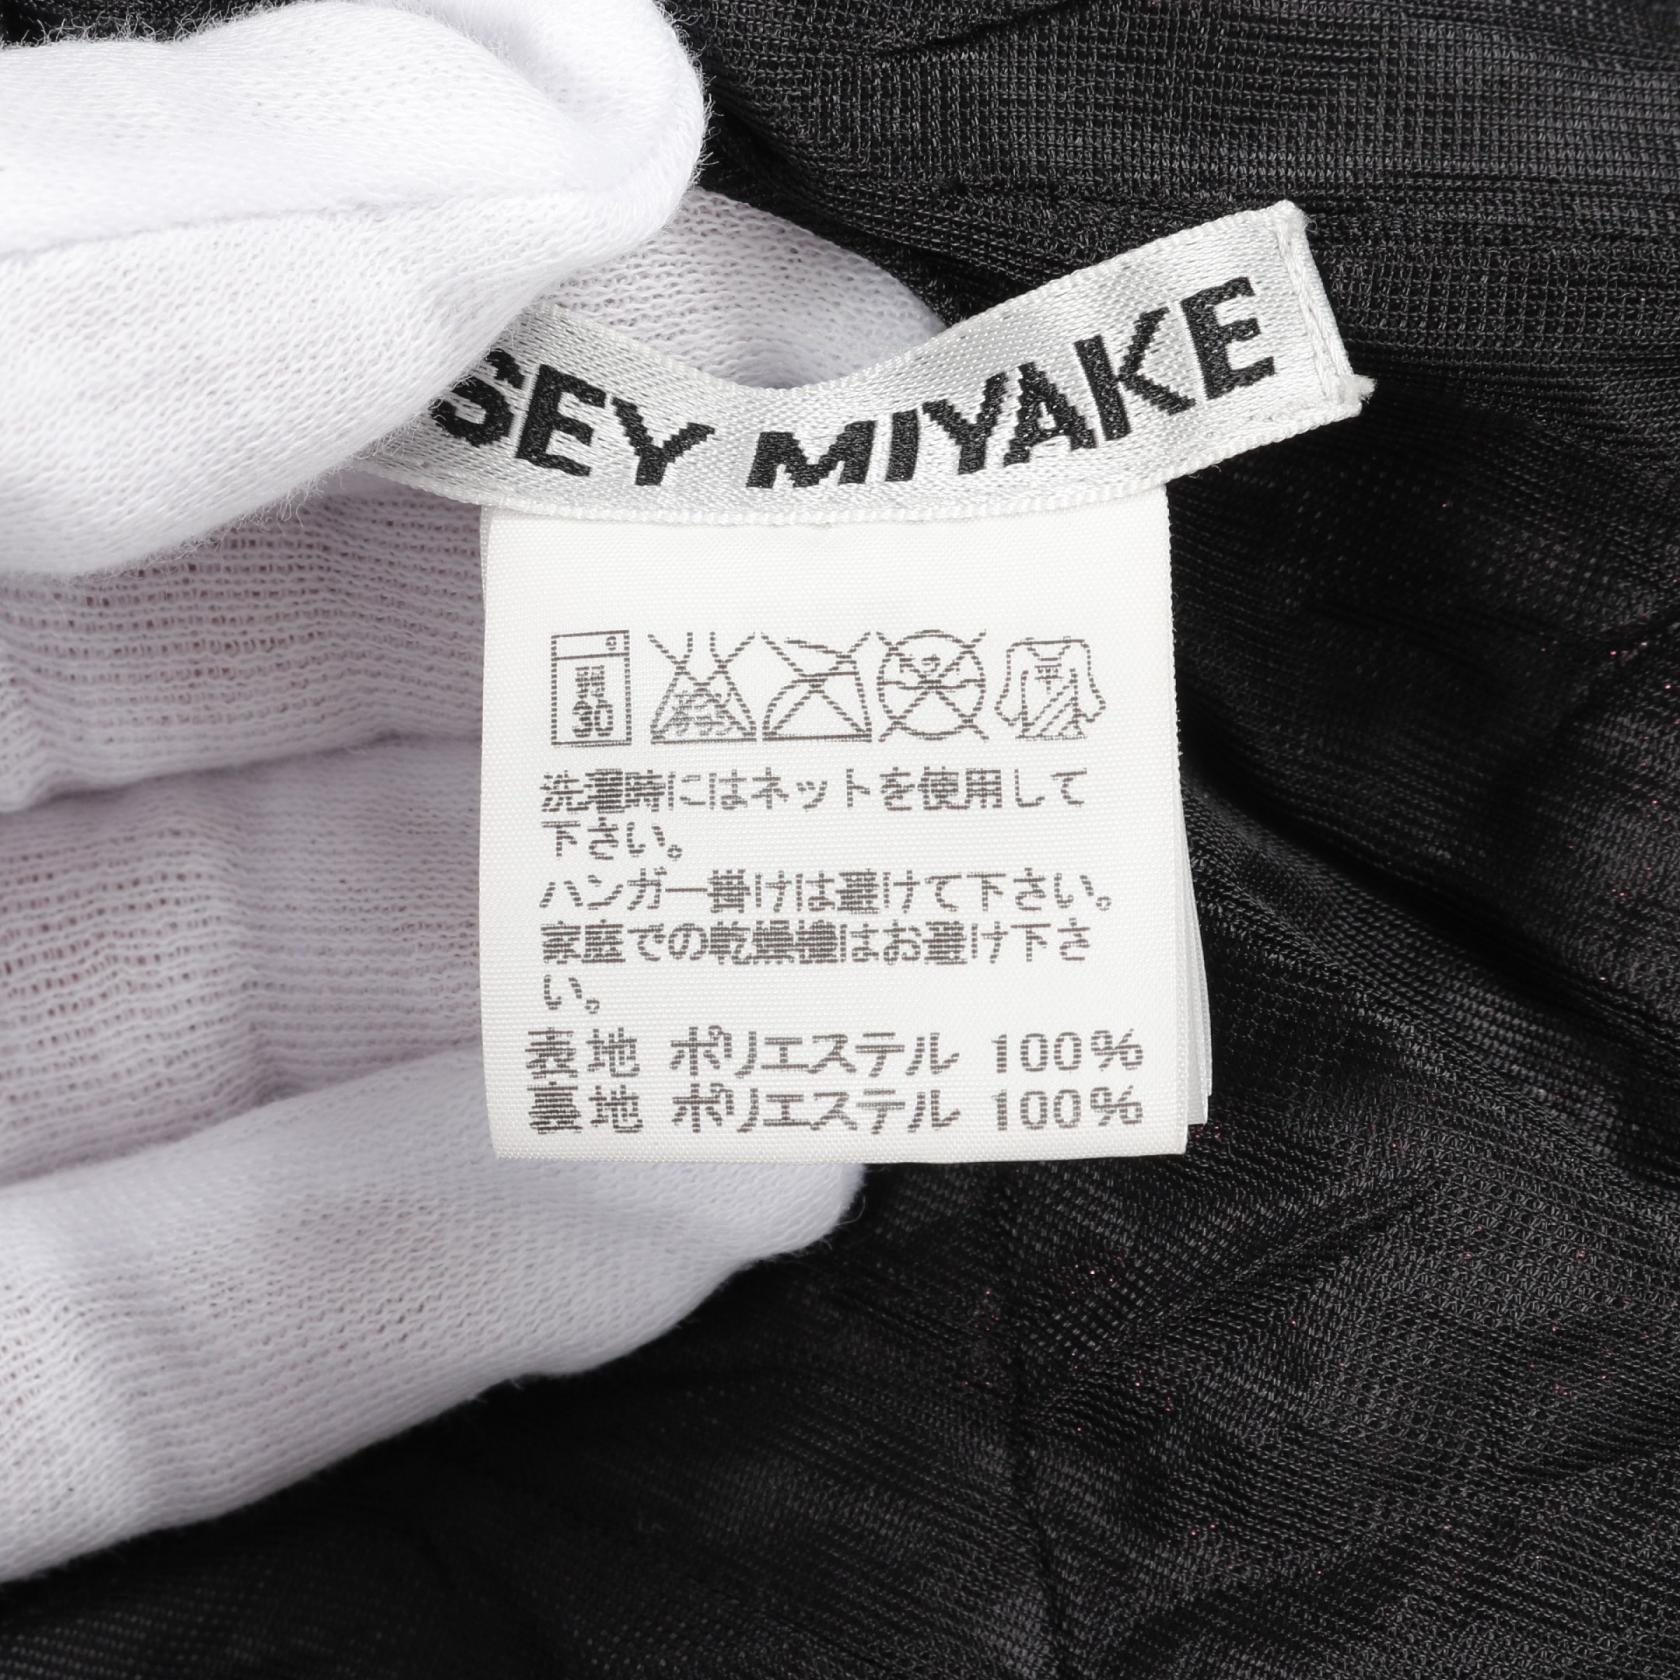 SEY MIYAKE
弱
30
洗濯時にはネットを使用して
下さい。
ハンガー掛けは避けて下さい。
家庭での乾燥機はお避け下さ
い。
表地 ポリエステル 100%
裏地 ポリエステル 100%